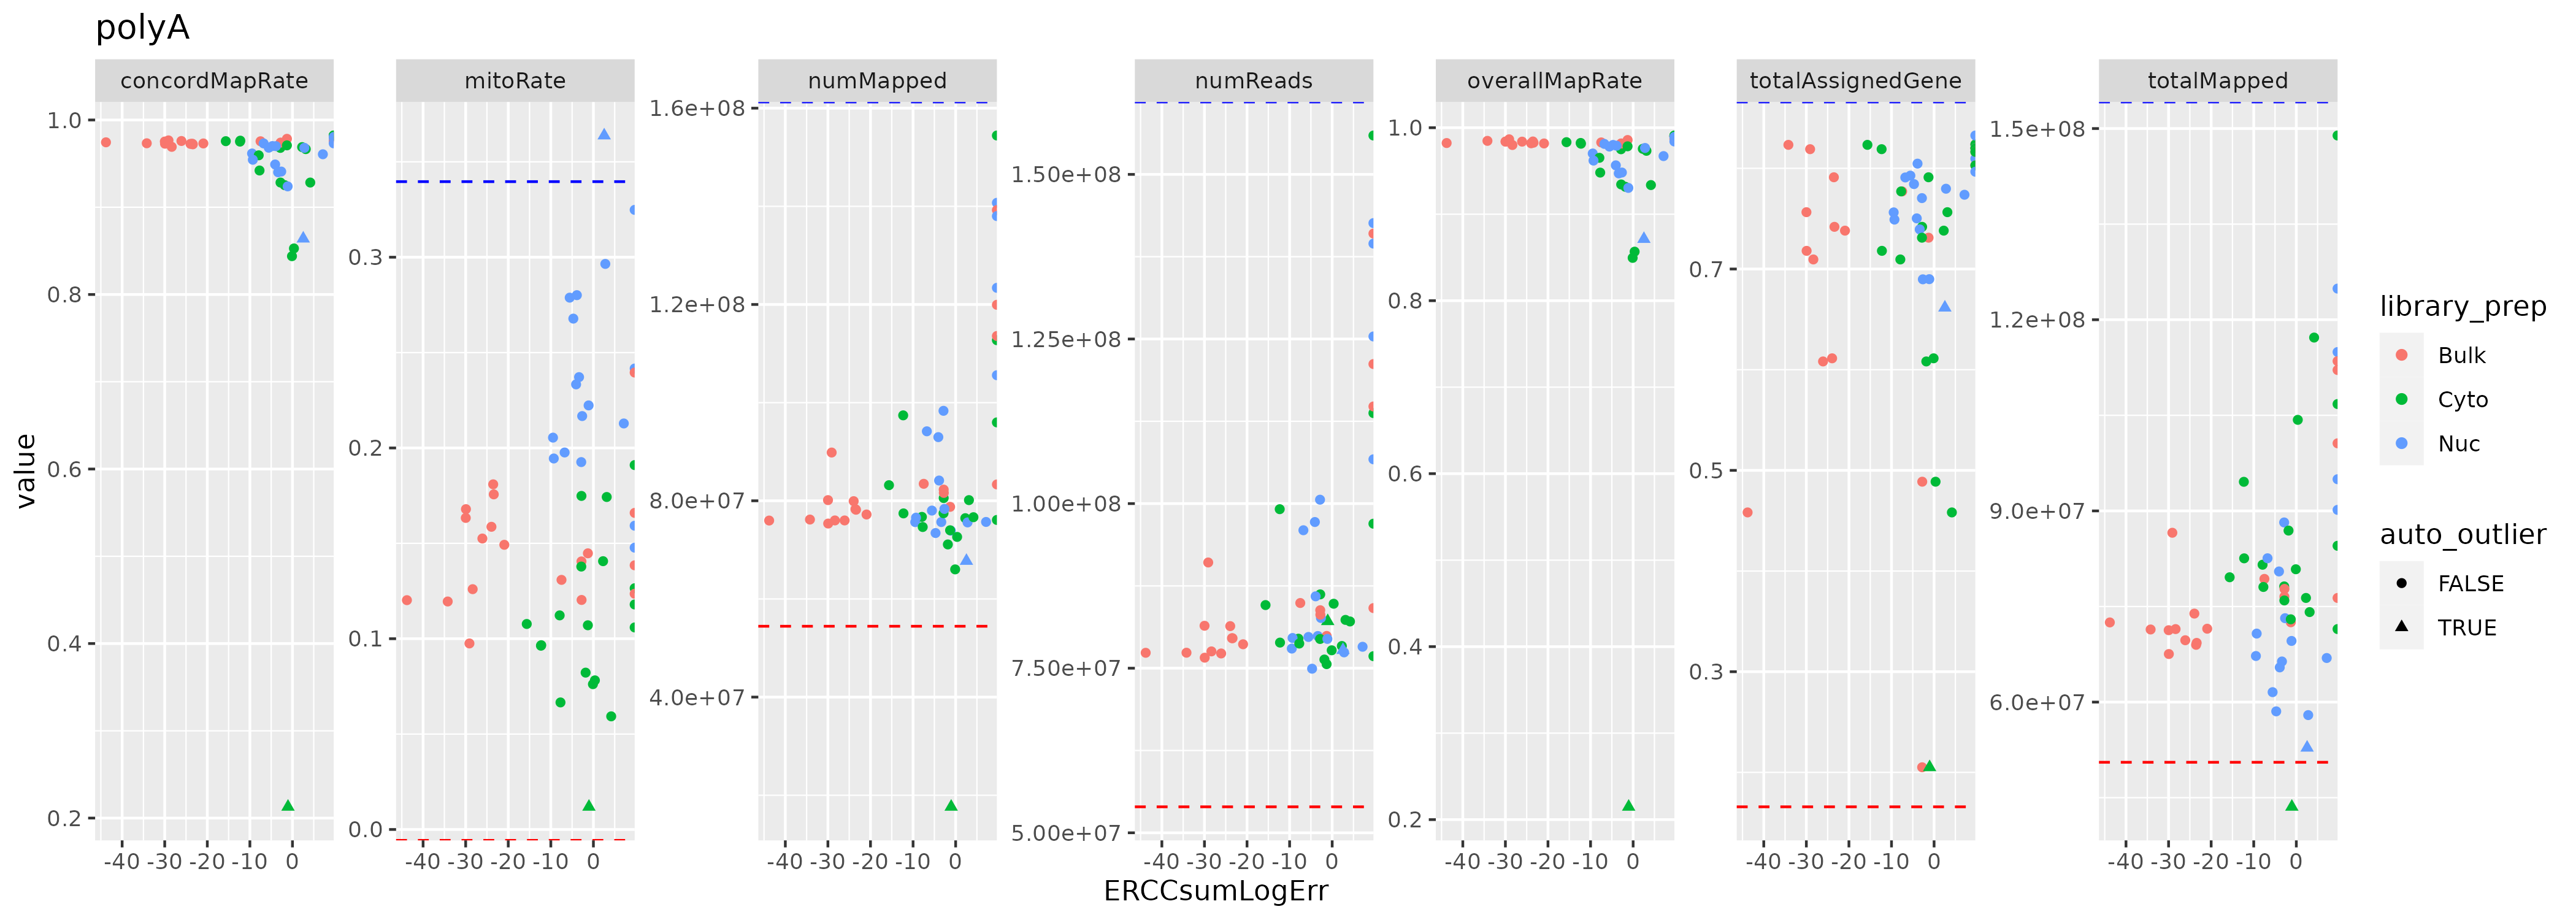 polyA
concordMapRate mitoRate numMapped numReads overallMapRate totalAssignedGene totalMapped
value
1.0
0.8
0.6
0.4
0.2
0.3
0.2
0.1
0.0
1.6e+08
1.2e+08
8.0e+07
4.0e+07
1.50e+08
1.25e+08
1.00e+08
7.50e+07
5.00e+07
1.0
0.8
0.6
0.4
0.2
0.7
0.5
0.3
1.5e+08
1.2e+08
9.0e+07
6.0e+07
-40 -30 -20 -10 0 -40 -30 -20 -10 0 -40 -30 -20 -10 0 -40 -30 -20 -10 0 -40 -30 -20 -10 0 -40 -30 -20 -10 0 -40 -30 -20 -10 0
ERCCsumLogErr
library_prep
Bulk
Cyto
Nuc
auto_outlier
FALSE
TRUE